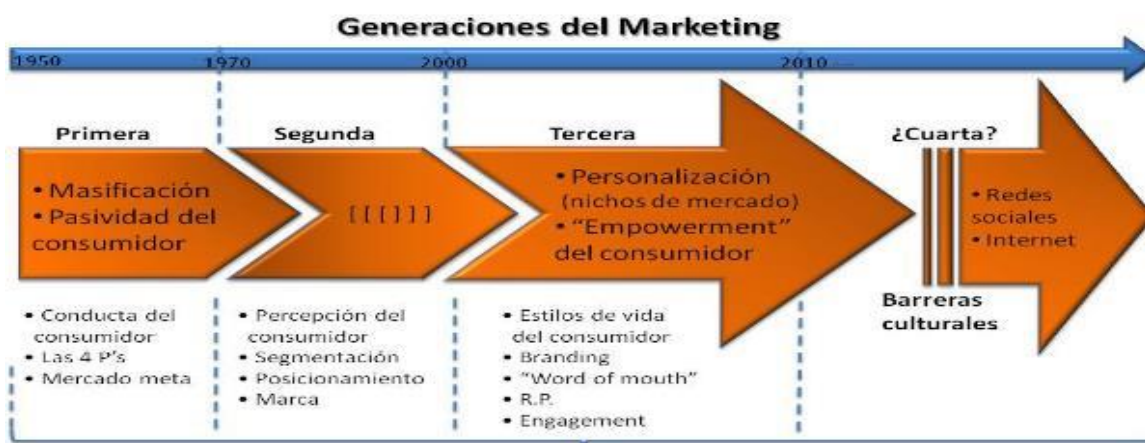 Generaciones del Marketing
1950 1970 2000 2010 ...
Primera
• Masificación
• Pasividad del
consumidor
• Conducta del
consumidor
• Las 4 P's
• Mercado meta
Segunda
[ [ [ ] ] ]
• Percepción del
consumidor
• Segmentación
• Posicionamiento
• Marca
Tercera
• Personalización
(nichos de mercado)
• “Empowerment”
del consumidor
• Estilos de vida
del consumidor
• Branding
• “Word of mouth”
• R.P.
• Engagement
¿Cuarta?
• Redes
sociales
• Internet
Barreras
culturales